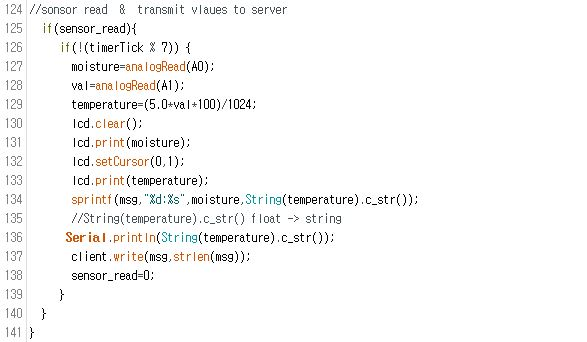 124 //sonsor read & transmit vlaues to server
125 if(sensor_read){
126 if(!(timerTick % 7)) {
127 moisture=analogRead(A0);
128 val=analogRead(A1);
129 temperature=(5.0*val*100)/1024;
130 lcd.clear();
131 lcd.print(moisture);
132 lcd.setCursor(0,1);
133 lcd.print(temperature);
134 sprintf(msg,"%d:%s",moisture,String(temperature).c_str());
135 //String(temperature).c_str() float -> string
136 Serial.println(String(temperature).c_str());
137 client.write(msg,strlen(msg));
138 sensor_read=0;
139 }
140 }
141 }